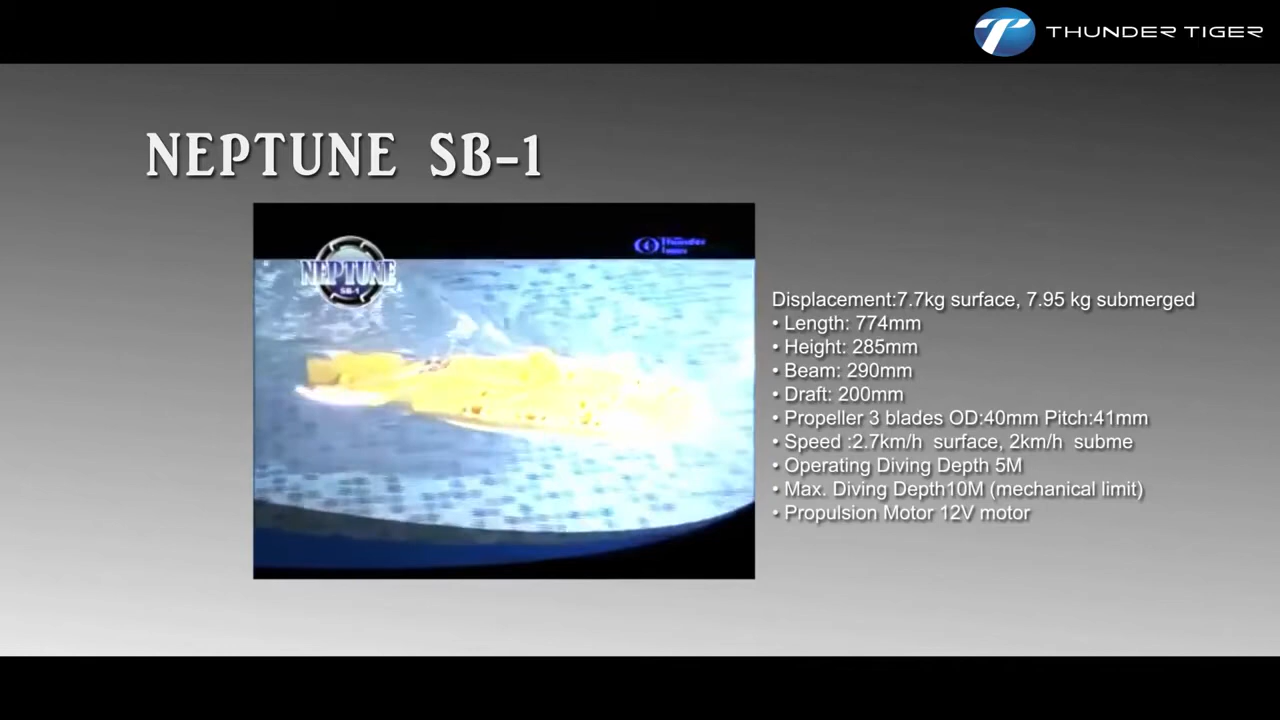 THUNDER TIGER
NEPTUNE SB-1
Thunder
NEPTUNE
SB-1
Displacement:7.7kg surface, 7.95 kg submerged
• Length: 774mm
• Height: 285mm
• Beam: 290mm
• Draft: 200mm
• Propeller 3 blades OD:40mm Pitch:41mm
• Speed :2.7km/h surface, 2km/h subme
• Operating Diving Depth 5M
• Max. Diving Depth10M (mechanical limit)
• Propulsion Motor 12V motor